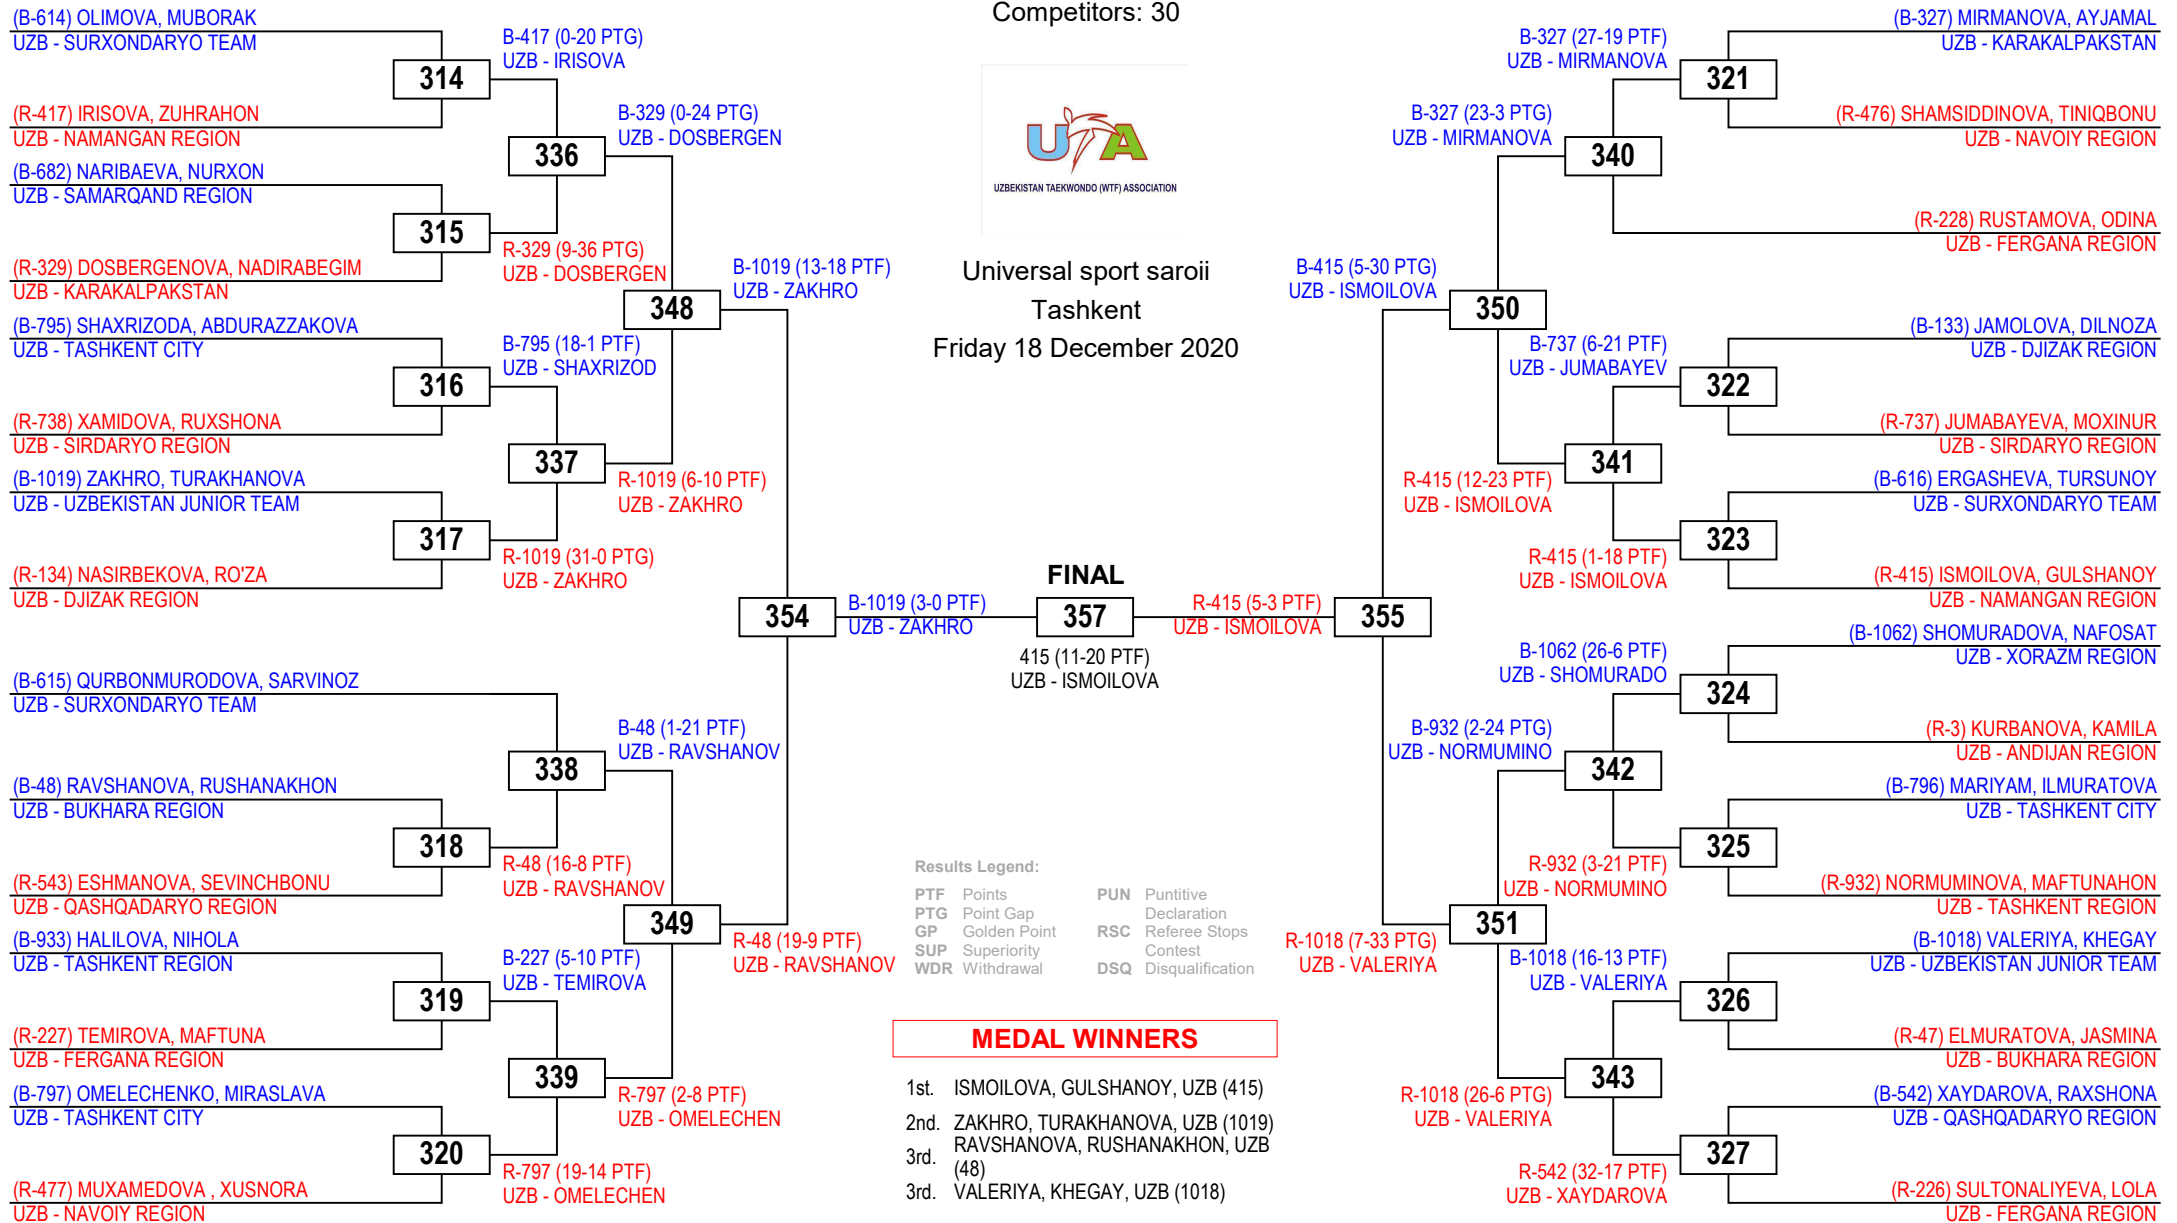 Competitors: 30
(B-614) OLIMOVA, MUBORAK
UZB - SURXONDARYO TEAM
314
(R-417) IRISOVA, ZUHRAHON
UZB - NAMANGAN REGION
(B-682) NARIBAEVA, NURXON
UZB - SAMARQAND REGION
315
(R-329) DOSBERGENOVA, NADIRABEGIM
UZB - KARAKALPAKSTAN
(B-795) SHAXRIZODA, ABDURAZZAKOVA
UZB - TASHKENT CITY
316
(R-738) XAMIDOVA, RUXSHONA
UZB - SIRDARYO REGION
(B-1019) ZAKHRO, TURAKHANOVA
UZB - UZBEKISTAN JUNIOR TEAM
317
(R-134) NASIRBEKOVA, RO'ZA
UZB - DJIZAK REGION
(B-615) QURBONMURODOVA, SARVINOZ
UZB - SURXONDARYO TEAM
(B-48) RAVSHANOVA, RUSHANAKHON
UZB - BUKHARA REGION
318
(R-543) ESHMANOVA, SEVINCHBONU
UZB - QASHQADARYO REGION
(B-933) HALILOVA, NIHOLA
UZB - TASHKENT REGION
319
(R-227) TEMIROVA, MAFTUNA
UZB - FERGANA REGION
(B-797) OMELECHENKO, MIRASLAVA
UZB - TASHKENT CITY
320
(R-477) MUXAMEDOVA , XUSNORA
UZB - NAVOIY REGION
B-417 (0-20 PTG)
UZB - IRISOVA
336
R-329 (9-36 PTG)
UZB - DOSBERGEN
B-795 (18-1 PTF)
UZB - SHAXRIZOD
337
R-1019 (31-0 PTG)
UZB - ZAKHRO
338
R-48 (16-8 PTF)
UZB - RAVSHANOV
B-227 (5-10 PTF)
UZB - TEMIROVA
339
R-797 (19-14 PTF)
UZB - OMELECHEN
B-329 (0-24 PTG)
UZB - DOSBERGEN
348
R-1019 (6-10 PTF)
UZB - ZAKHRO
B-48 (1-21 PTF)
UZB - RAVSHANOV
349
R-797 (2-8 PTF)
UZB - OMELECHEN
B-1019 (13-18 PTF)
UZB - ZAKHRO
354
R-48 (19-9 PTF)
UZB - RAVSHANOV
UTA
UZBEKISTAN TAEKWONDO (WTF) ASSOCIATION
Universal sport saroii
Tashkent
Friday 18 December 2020
FINAL
B-1019 (3-0 PTF)
UZB - ZAKHRO
357
R-415 (5-3 PTF)
UZB - ISMOILOVA
415 (11-20 PTF)
UZB - ISMOILOVA
Results Legend:
PTF Points PUN Puntitive
PTG Point Gap Declaration
GP Golden Point RSC Referee Stops
SUP Superiority Contest
WDR Withdrawal DSQ Disqualification
MEDAL WINNERS
1st. ISMOILOVA, GULSHANOY, UZB (415)
2nd. ZAKHRO, TURAKHANOVA, UZB (1019)
3rd. RAVSHANOVA, RUSHANAKHON, UZB
(48)
3rd. VALERIYA, KHEGAY, UZB (1018)
B-415 (5-30 PTG)
UZB - ISMOILOVA
355
R-1018 (7-33 PTG)
UZB - VALERIYA
B-327 (23-3 PTG)
UZB - MIRMANOVA
350
R-415 (12-23 PTF)
UZB - ISMOILOVA
B-932 (2-24 PTG)
UZB - NORMUMINO
351
R-1018 (26-6 PTG)
UZB - VALERIYA
B-327 (27-19 PTF)
UZB - MIRMANOVA
340
B-737 (6-21 PTF)
UZB - JUMABAYEV
341
R-415 (1-18 PTF)
UZB - ISMOILOVA
B-1062 (26-6 PTF)
UZB - SHOMURADO
342
R-932 (3-21 PTF)
UZB - NORMUMINO
B-1018 (16-13 PTF)
UZB - VALERIYA
343
R-542 (32-17 PTF)
UZB - XAYDAROVA
(B-327) MIRMANOVA, AYJAMAL
UZB - KARAKALPAKSTAN
321
(R-476) SHAMSIDDINOVA, TINIQBONU
UZB - NAVOIY REGION
(R-228) RUSTAMOVA, ODINA
UZB - FERGANA REGION
(B-133) JAMOLOVA, DILNOZA
UZB - DJIZAK REGION
322
(R-737) JUMABAYEVA, MOXINUR
UZB - SIRDARYO REGION
(B-616) ERGASHEVA, TURSUNOY
UZB - SURXONDARYO TEAM
323
(R-415) ISMOILOVA, GULSHANOY
UZB - NAMANGAN REGION
(B-1062) SHOMURADOVA, NAFOSAT
UZB - XORAZM REGION
324
(R-3) KURBANOVA, KAMILA
UZB - ANDIJAN REGION
(B-796) MARIYAM, ILMURATOVA
UZB - TASHKENT CITY
325
(R-932) NORMUMINOVA, MAFTUNAHON
UZB - TASHKENT REGION
(B-1018) VALERIYA, KHEGAY
UZB - UZBEKISTAN JUNIOR TEAM
326
(R-47) ELMURATOVA, JASMINA
UZB - BUKHARA REGION
(B-542) XAYDAROVA, RAXSHONA
UZB - QASHQADARYO REGION
327
(R-226) SULTONALIYEVA, LOLA
UZB - FERGANA REGION